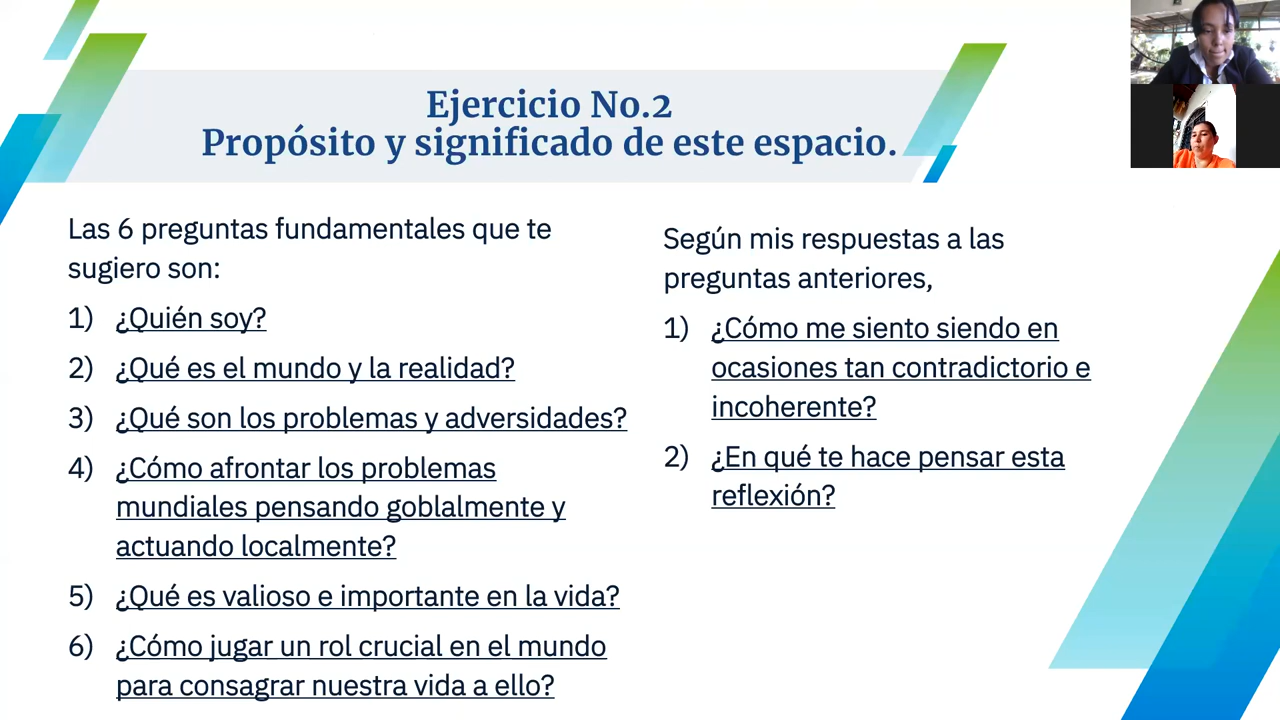 Ejercicio No.2
Propósito y significado de este espacio.
Las 6 preguntas fundamentales que te
sugiero son:
1) ¿Quién soy?
2) ¿Qué es el mundo y la realidad?
3) ¿Qué son los problemas y adversidades?
4) ¿Cómo afrontar los problemas
mundiales pensando goblalmente y
actuando localmente?
5) ¿Qué es valioso e importante en la vida?
6) ¿Cómo jugar un rol crucial en el mundo
para consagrar nuestra vida a ello?
Según mis respuestas a las
preguntas anteriores,
1) ¿Cómo me siento siendo en
ocasiones tan contradictorio e
incoherente?
2) ¿En qué te hace pensar esta
reflexión?